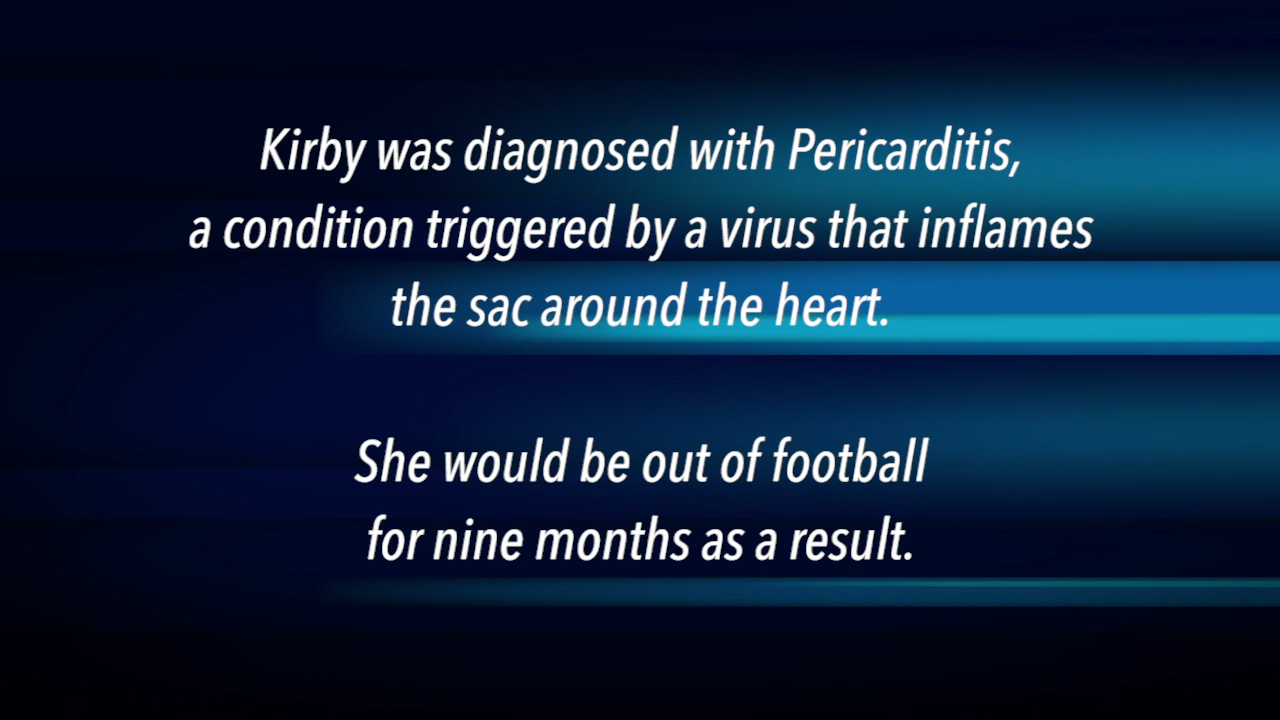 Kirby was diagnosed with Pericarditis,
a condition triggered by a virus that inflames
the sac around the heart.
She would be out of football
for nine months as a result.